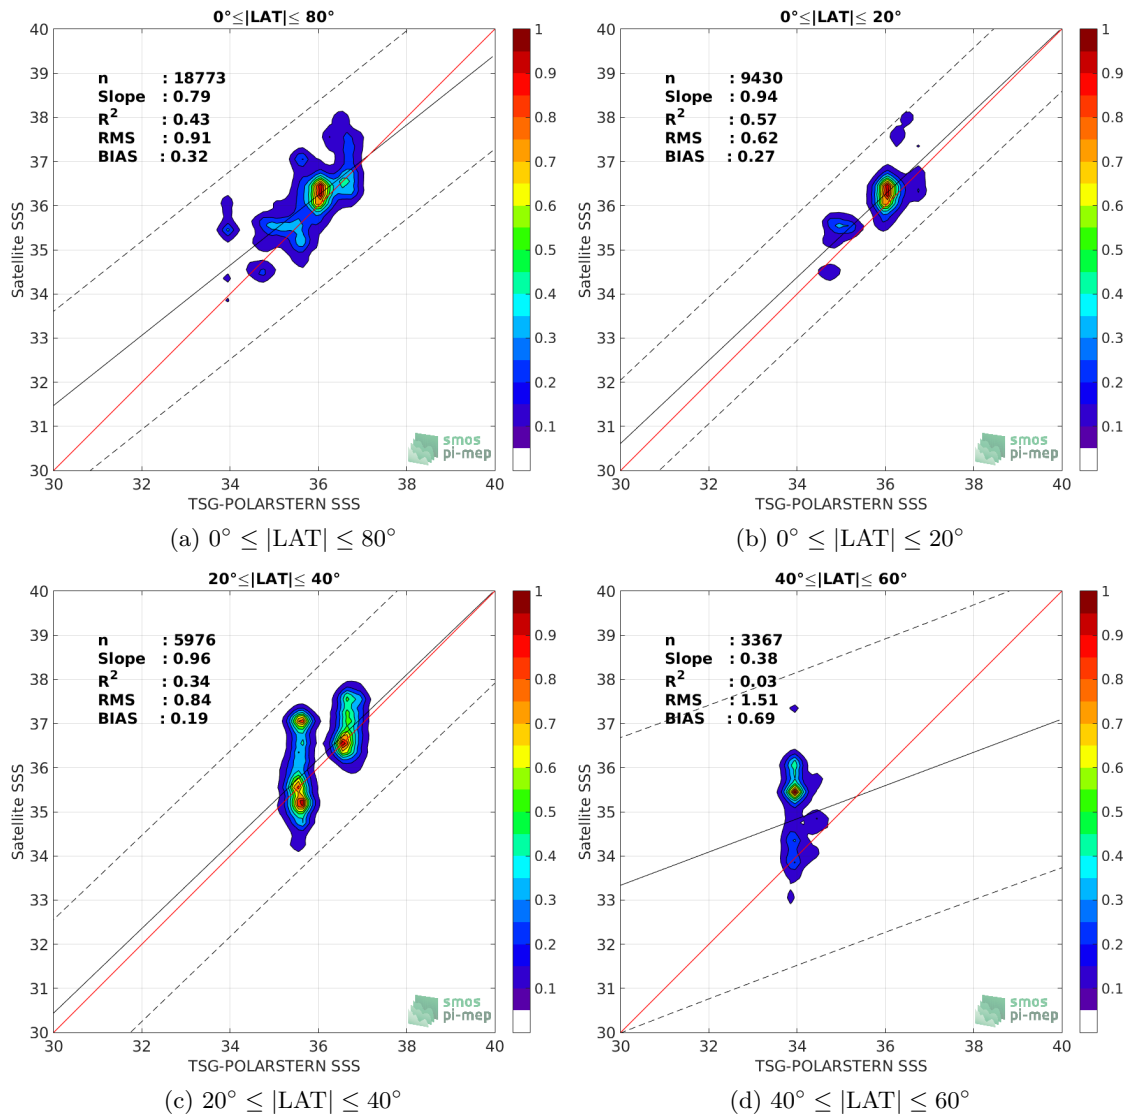 0°≤|LAT|≤ 80°
n : 18773
Slope : 0.79
R² : 0.43
RMS : 0.91
BIAS : 0.32
40
39
38
37
36
35
34
33
32
31
30
Satellite SSS
30 32 34 36 38 40
TSG-POLARSTERN SSS
1
0.9
0.8
0.7
0.6
0.5
0.4
0.3
0.2
0.1
smos
pi-mep
(a) 0° ≤ |LAT| ≤ 80°
0°≤|LAT|≤ 20°
n : 9430
Slope : 0.94
R² : 0.57
RMS : 0.62
BIAS : 0.27
40
39
38
37
36
35
34
33
32
31
30
Satellite SSS
30 32 34 36 38 40
TSG-POLARSTERN SSS
1
0.9
0.8
0.7
0.6
0.5
0.4
0.3
0.2
0.1
smos
pi-mep
(b) 0° ≤ |LAT| ≤ 20°
20°≤|LAT|≤ 40°
n : 5976
Slope : 0.96
R² : 0.34
RMS : 0.84
BIAS : 0.19
40
39
38
37
36
35
34
33
32
31
30
Satellite SSS
30 32 34 36 38 40
TSG-POLARSTERN SSS
1
0.9
0.8
0.7
0.6
0.5
0.4
0.3
0.2
0.1
smos
pi-mep
(c) 20° ≤ |LAT| ≤ 40°
40°≤|LAT|≤ 60°
n : 3367
Slope : 0.38
R² : 0.03
RMS : 1.51
BIAS : 0.69
40
39
38
37
36
35
34
33
32
31
30
Satellite SSS
30 32 34 36 38 40
TSG-POLARSTERN SSS
1
0.9
0.8
0.7
0.6
0.5
0.4
0.3
0.2
0.1
smos
pi-mep
(d) 40° ≤ |LAT| ≤ 60°